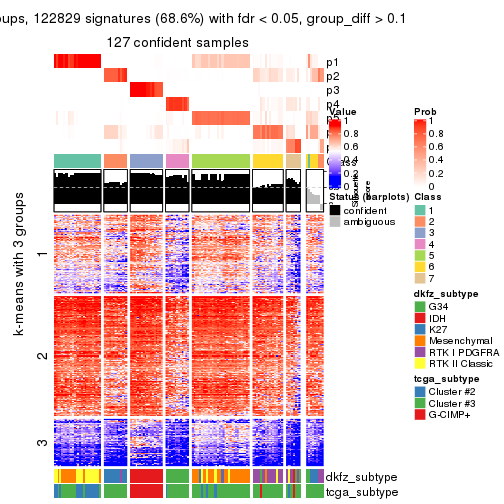 oups, 122829 signatures (68.6%) with fdr < 0.05, group_diff > 0.1
127 confident samples
p1
p2
p3
p4
Value
1
0.8
0.6
0.4
0.2
0
Prob
1
0.8
0.6
0.4
0.2
0
Status (barplots)
confident
ambiguous
Class
1
2
3
4
5
6
7
k-means with 3 groups
1
2
3
dkfz_subtype
G34
IDH
K27
Mesenchymal
RTK I PDGFRA
RTK II Classic
tcga_subtype
Cluster #2
Cluster #3
G-CIMP+
dkfz_subtype
tcga_subtype